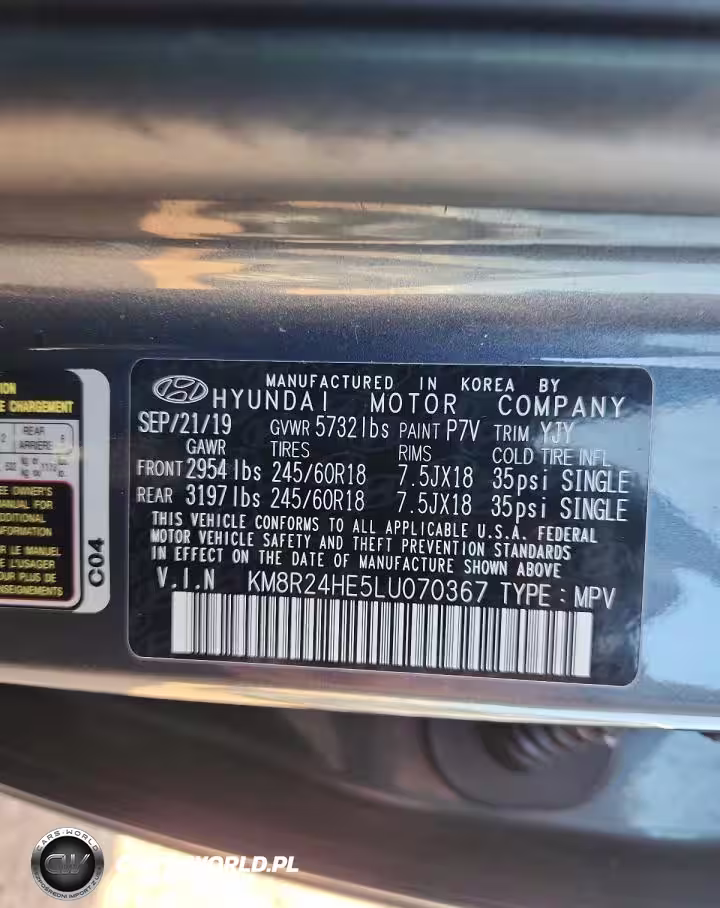 MANUFACTURED IN KOREA BY
HYUNDAI MOTOR COMPANY
SEP/21/19 GVWR 5732 lbs PAINT P7V TRIM YJY
GAWR TIRES RIMS COLD TIRE INFL
FRONT 2954 lbs 245/60R18 7.5JX18 35psi SINGLE
REAR 3197 lbs 245/60R18 7.5JX18 35psi SINGLE
THIS VEHICLE CONFORMS TO ALL APPLICABLE U.S.A. FEDERAL
MOTOR VEHICLE SAFETY AND THEFT PREVENTION STANDARDS
IN EFFECT ON THE DATE OF MANUFACTURE SHOWN ABOVE
V.I.N KM8R24HE5LU070367 TYPE : MPV
CHARGEMENT
REAR
ARRIÈRE
SEE OWNER'S
MANUAL FOR
ADDITIONAL
INFORMATION
LE MANUEL
L'USAGER
POUR PLUS DE
RENSEIGNEMENTS
C04
CARS-WORLD
CW
WORLD.PL